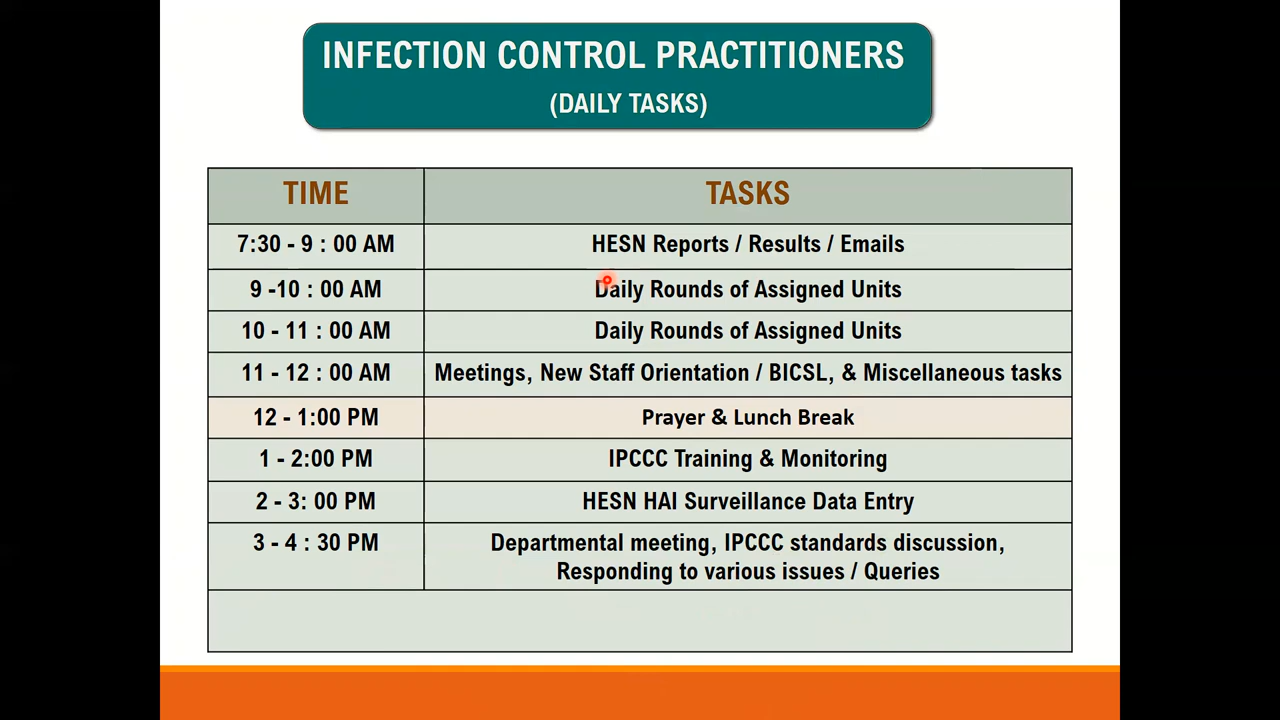 INFECTION CONTROL PRACTITIONERS
(DAILY TASKS)
TIME TASKS
7:30 - 9 : 00 AM HESN Reports / Results / Emails
9 -10 : 00 AM Daily Rounds of Assigned Units
10 - 11 : 00 AM Daily Rounds of Assigned Units
11 - 12 : 00 AM Meetings, New Staff Orientation / BICSL, & Miscellaneous tasks
12 - 1:00 PM Prayer & Lunch Break
1 - 2:00 PM IPCCC Training & Monitoring
2 - 3: 00 PM HESN HAI Surveillance Data Entry
3 - 4 : 30 PM Departmental meeting, IPCCC standards discussion,
Responding to various issues / Queries